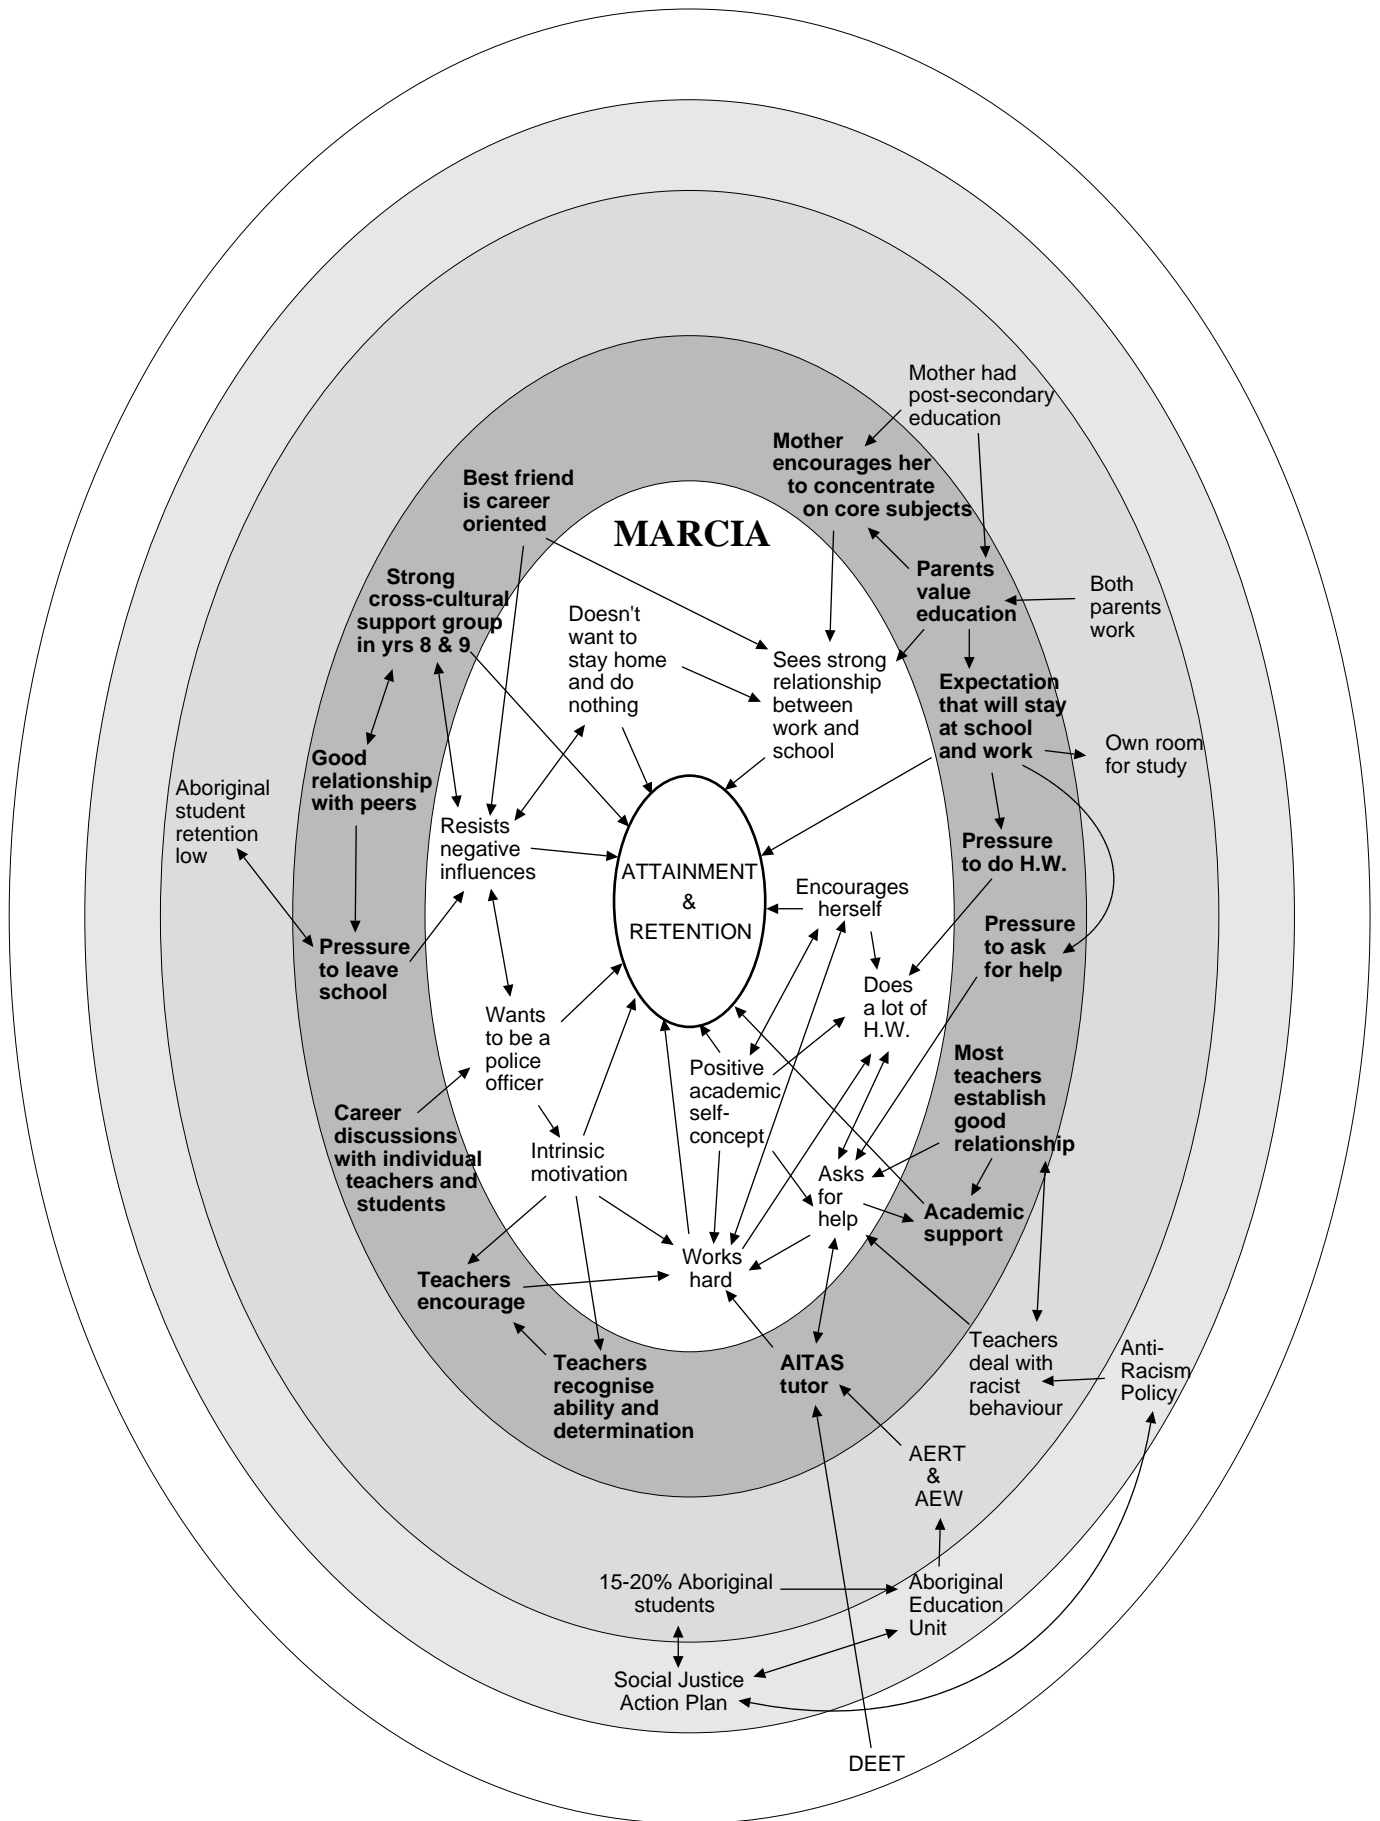 Mother had
post-secondary
education
Mother
encourages her
to concentrate
on core subjects
Best friend
is career
oriented
MARCIA
Parents
value
education
Both
parents
work
Strong
cross-cultural
support group
in yrs 8 & 9
Doesn't
want to
stay home
and do
nothing
Sees strong
relationship
between
work and
school
Expectation
that will stay
at school
and work
Own room
for study
Good
relationship
with peers
Aboriginal
student
retention
low
Resists
negative
influences
ATTAINMENT
&
RETENTION
Encourages
herself
Pressure
to do H.W.
Pressure
to ask
for help
Pressure
to leave
school
Does
a lot of
H.W.
Wants
to be a
police
officer
Positive
academic
self-
concept
Most
teachers
establish
good
relationship
Career
discussions
with individual
teachers and
students
Intrinsic
motivation
Asks
for
help
Academic
support
Works
hard
Teachers
encourage
Teachers
recognise
ability and
determination
AITAS
tutor
Teachers
deal with
racist
behaviour
Anti-
Racism
Policy
AERT
&
AEW
15-20% Aboriginal
students
Aboriginal
Education
Unit
Social Justice
Action Plan
DEET